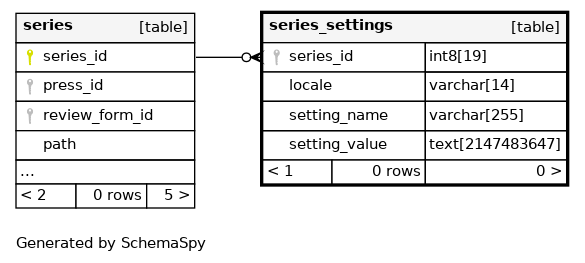 series [table]
series_id
press_id
review_form_id
path
...
< 2 0 rows 5 >
series_settings [table]
series_id int8[19]
locale varchar[14]
setting_name varchar[255]
setting_value text[2147483647]
< 1 0 rows 0 >
Generated by SchemaSpy